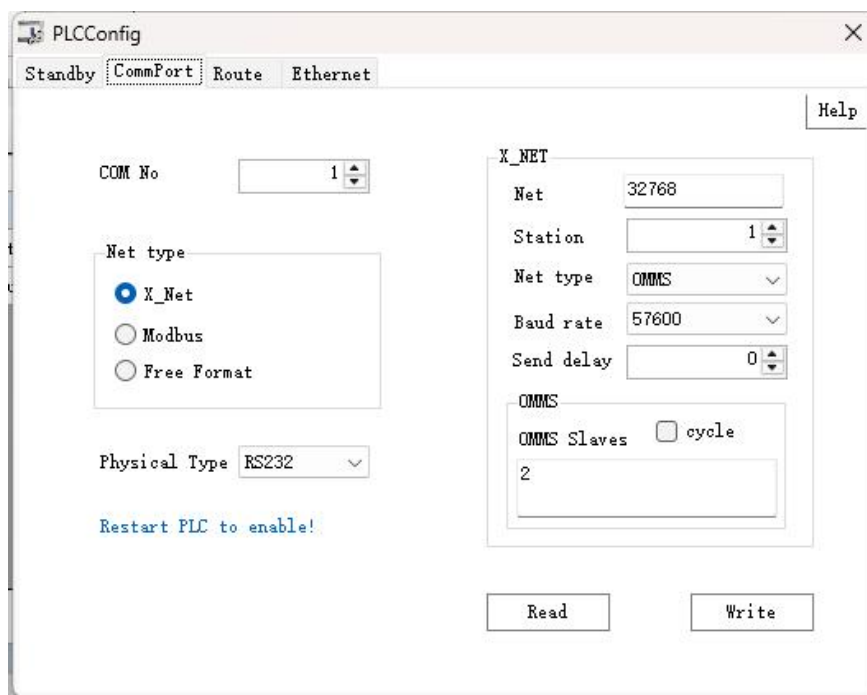 PLCConfig
Standby CommPort Route Ethernet
Help
COM No 1
Net type
X_Net
Modbus
Free Format
Physical Type RS232
Restart PLC to enable!
X_NET
Net 32768
Station 1
Net type OMMS
Baud rate 57600
Send delay 0
OMMS
OMMS Slaves cycle
2
Read Write